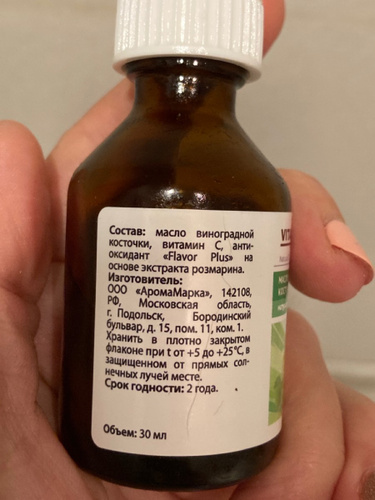 Состав: масло виноградной
косточки, витамин С, анти-
оксидант «Flavor Plus» на
основе экстракта розмарина.
Изготовитель:
ООО «АромаМарка», 142108,
РФ, Московская область,
г. Подольск, Бородинский
бульвар, д. 15, пом. 11, ком. 1.
Хранить в плотно закрытом
флаконе при t от +5 до +25°С, в
защищенном от прямых сол-
нечных лучей месте.
Срок годности: 2 года.
Объем: 30 мл